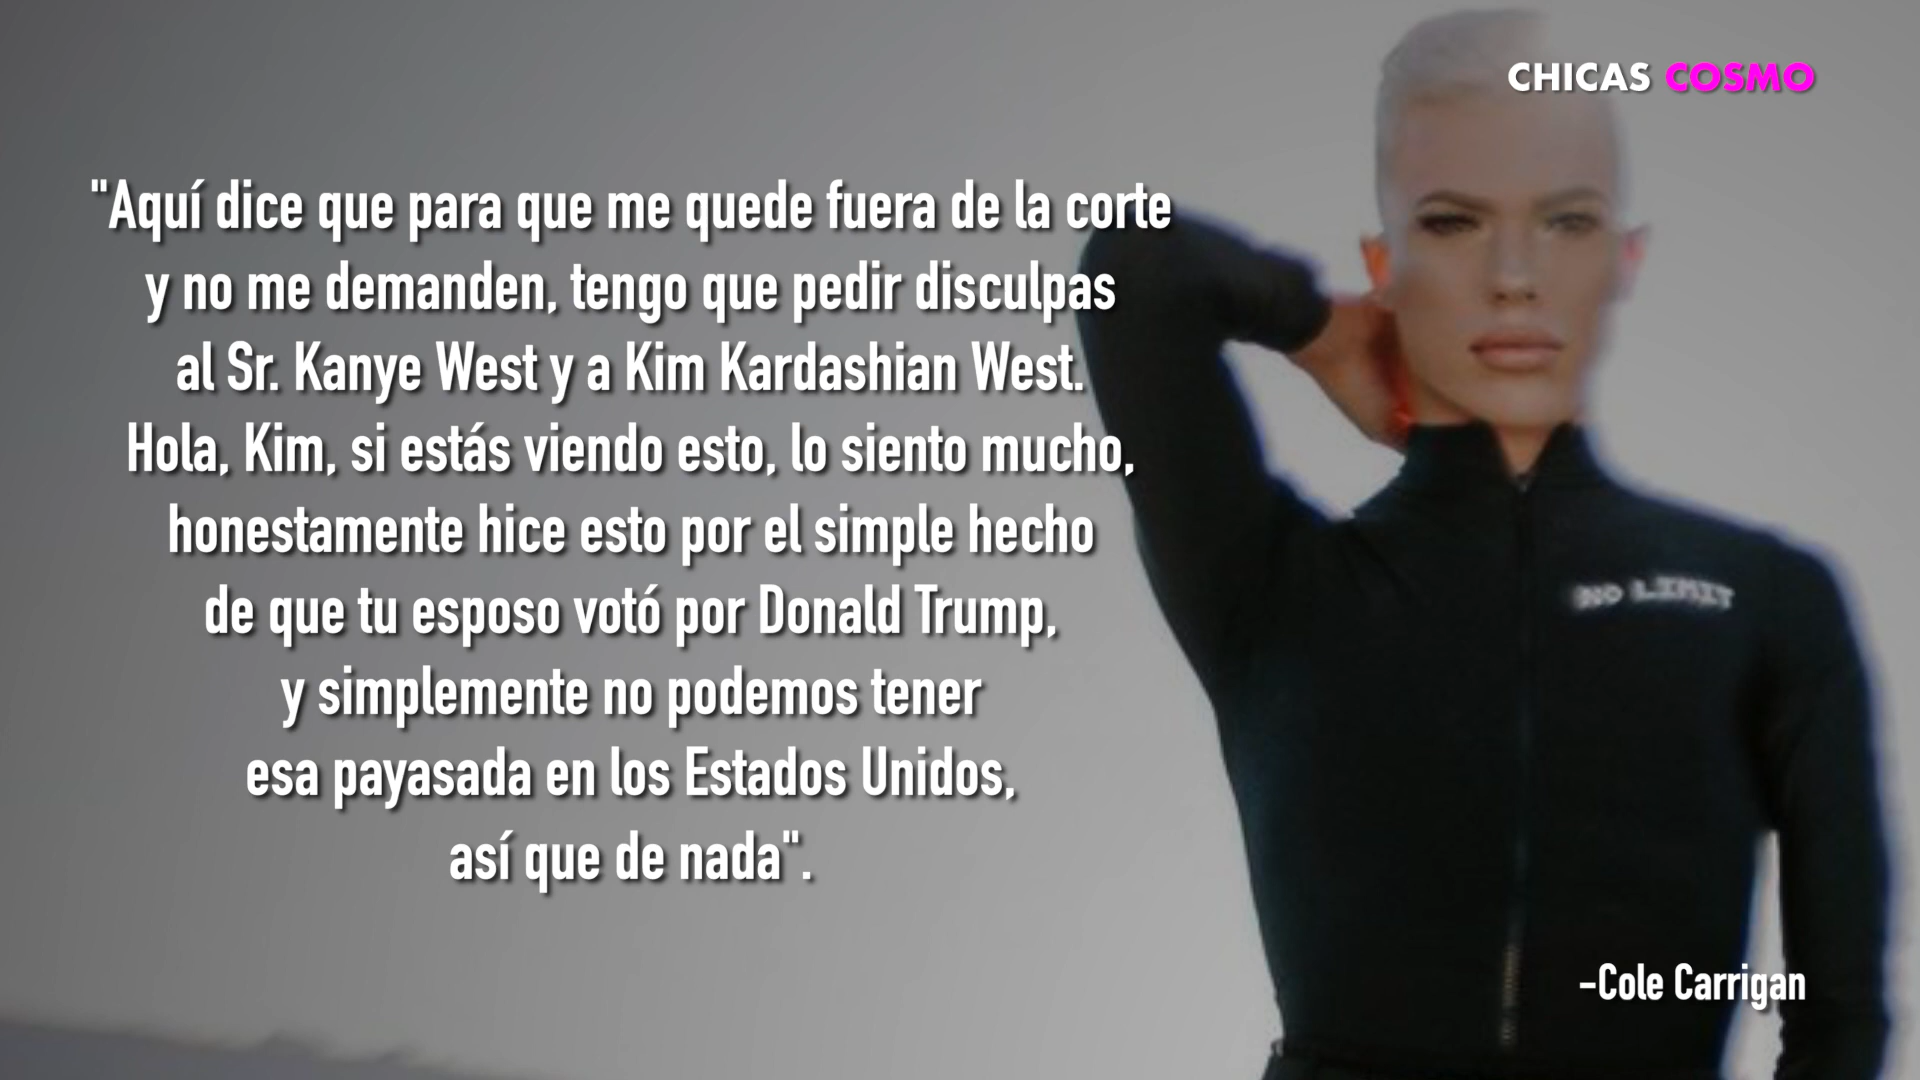 CHICAS COSMO
"Aquí dice que para que me quede fuera de la corte
y no me demanden, tengo que pedir disculpas
al Sr. Kanye West y a Kim Kardashian West.
Hola, Kim, si estás viendo esto, lo siento mucho,
honestamente hice esto por el simple hecho
de que tu esposo votó por Donald Trump,
y simplemente no podemos tener
esa payasada en los Estados Unidos,
así que de nada".
NO LIMIT
-Cole Carrigan